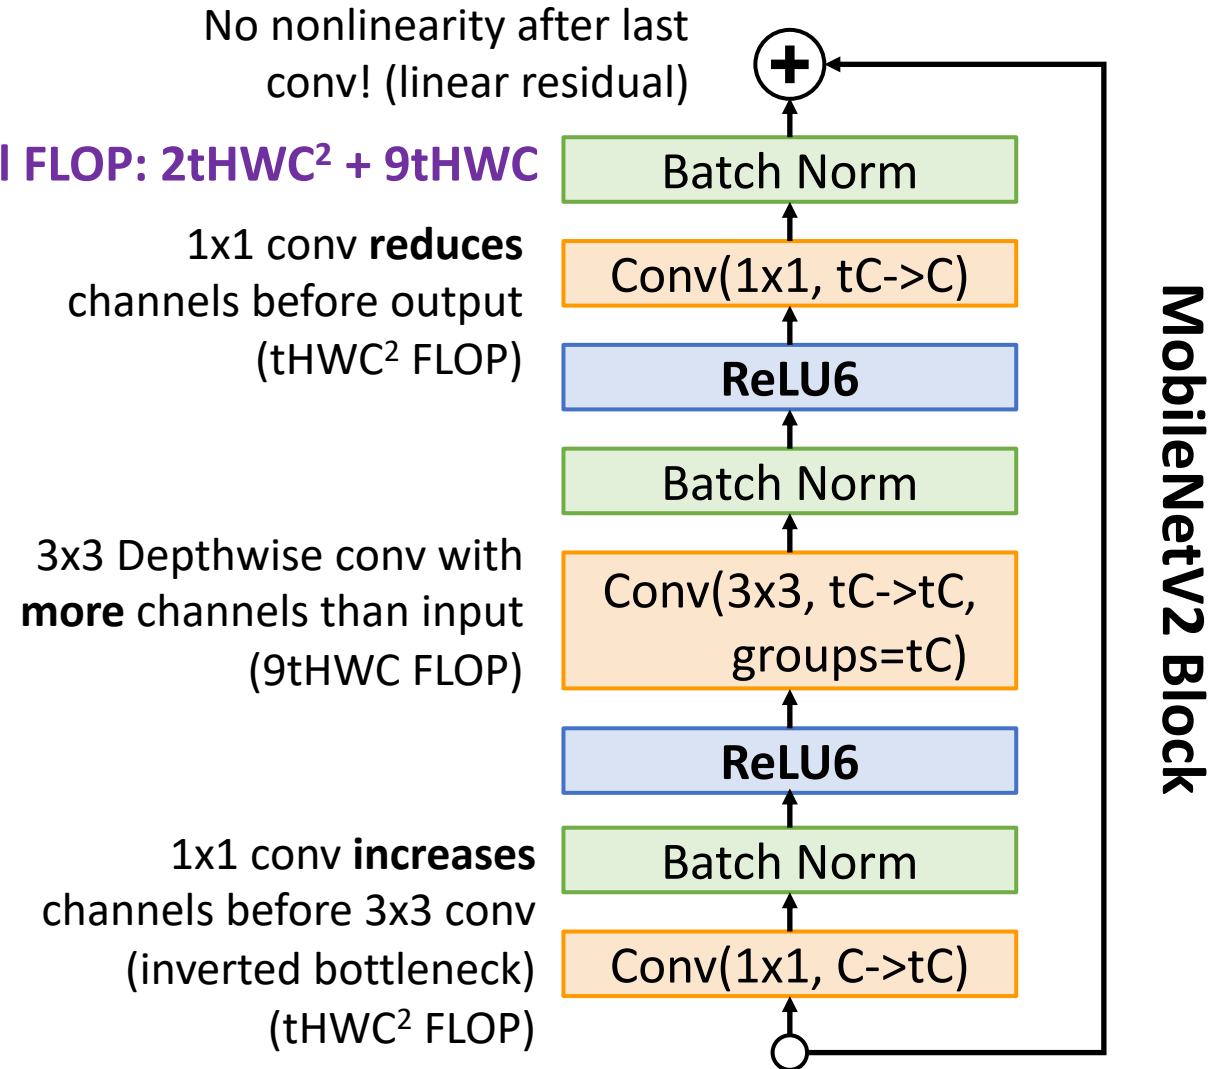 No nonlinearity after last
conv! (linear residual)
l FLOP: 2tHWC² + 9tHWC
1x1 conv reduces
channels before output
(tHWC² FLOP)
3x3 Depthwise conv with
more channels than input
(9tHWC FLOP)
1x1 conv increases
channels before 3x3 conv
(inverted bottleneck)
(tHWC² FLOP)
+
Batch Norm
Conv(1x1, tC->C)
ReLU6
Batch Norm
Conv(3x3, tC->tC,
groups=tC)
ReLU6
Batch Norm
Conv(1x1, C->tC)
MobileNetV2 Block